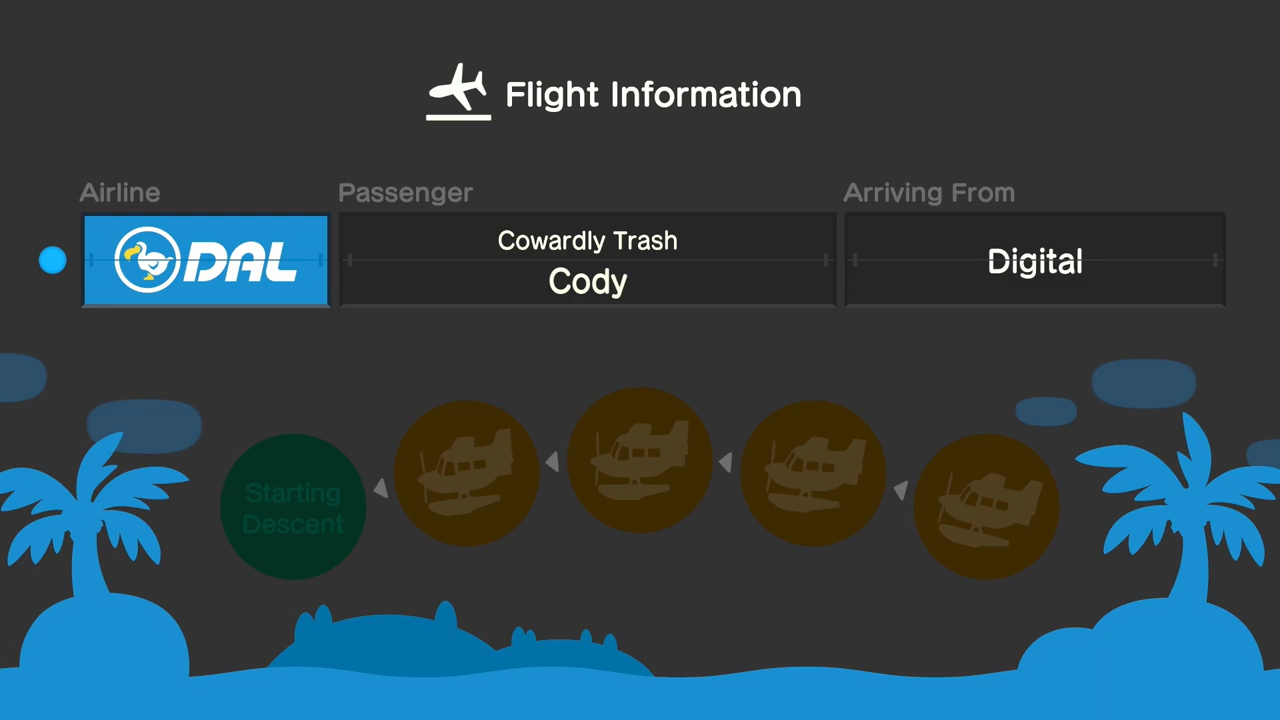 Flight Information
Airline
Passenger
Arriving From
DAL
Cowardly Trash
Cody
Digital
Starting
Descent